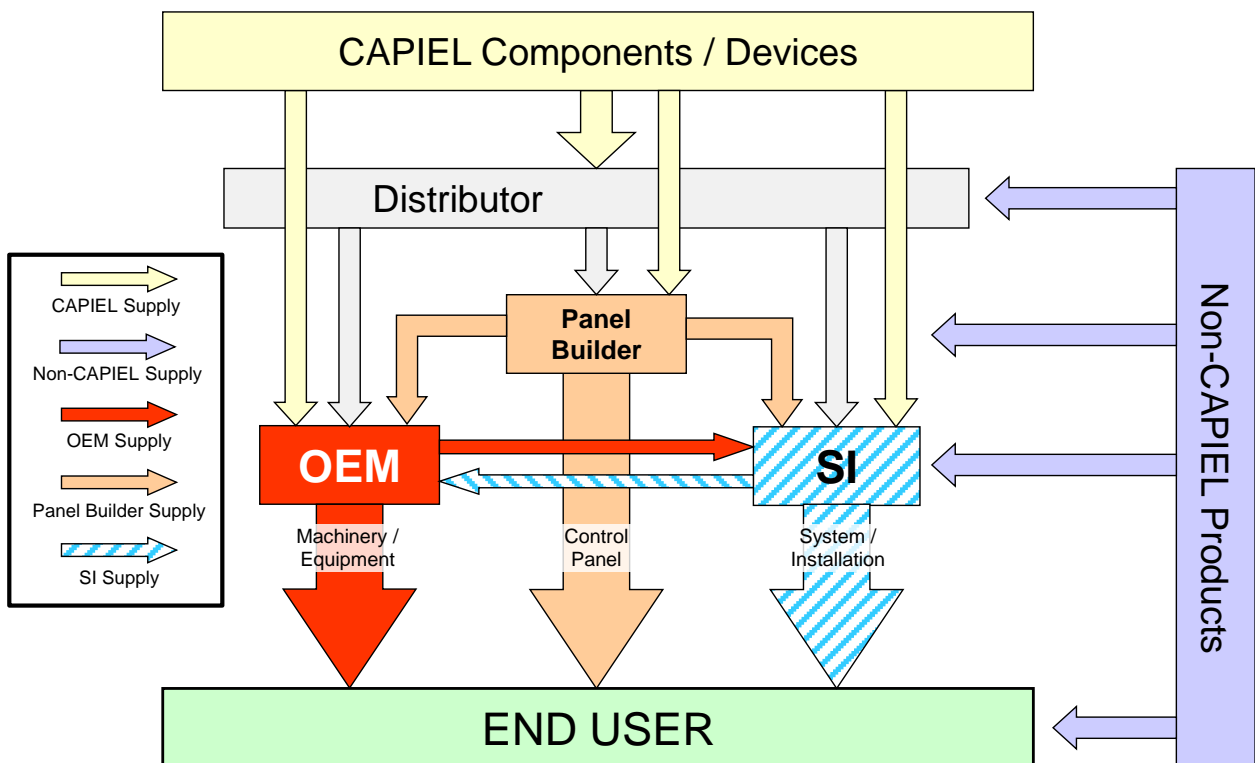 CAPIEL Components / Devices
Distributor
CAPIEL Supply
Non-CAPIEL Supply
OEM Supply
Panel Builder Supply
SI Supply
Panel
Builder
OEM
SI
Machinery /
Equipment
Control
Panel
System /
Installation
Non-CAPIEL Products
END USER